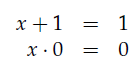 x + 1 = 1
x · 0 = 0